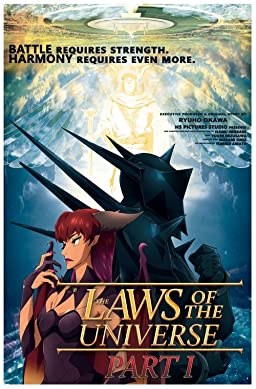 BATTLE REQUIRES STRENGTH.
HARMONY REQUIRES EVEN MORE.
EXECUTIVE PRODUCER & ORIGINAL STORY BY
RYUHO OKAWA
HS PICTURES STUDIO
THE LAWS OF THE
UNIVERSE
PART I